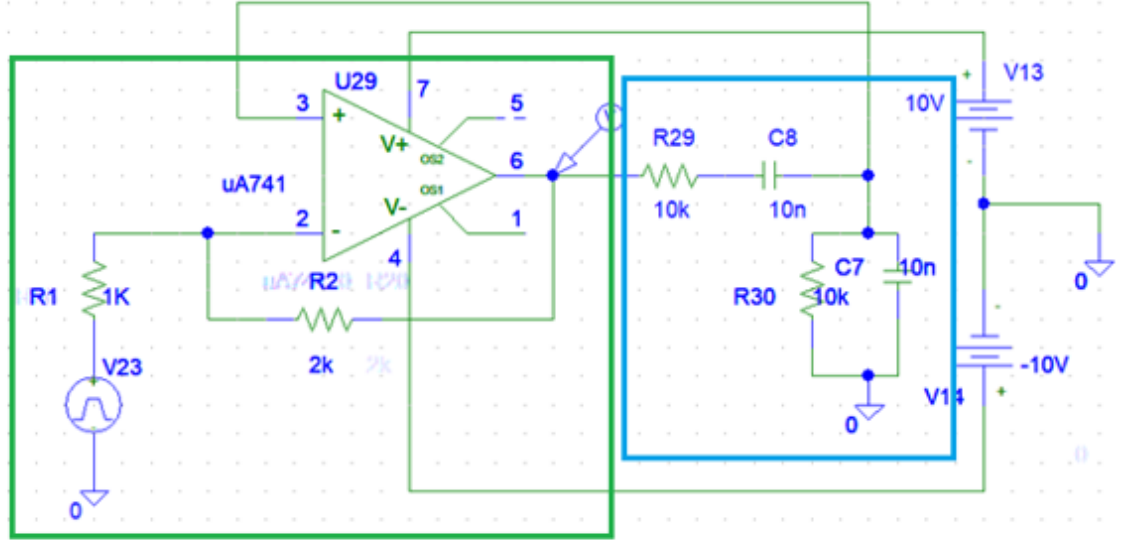 U29
7
5
3
+
V+
OS2
6
uA741
OS1
V-
2
-
1
4
R2
R1
1K
2k
V23
0
V
R29
C8
10k
10n
C7
10n
R30
10k
0
+
V13
10V
-
0
-
-10V
V14
+
0